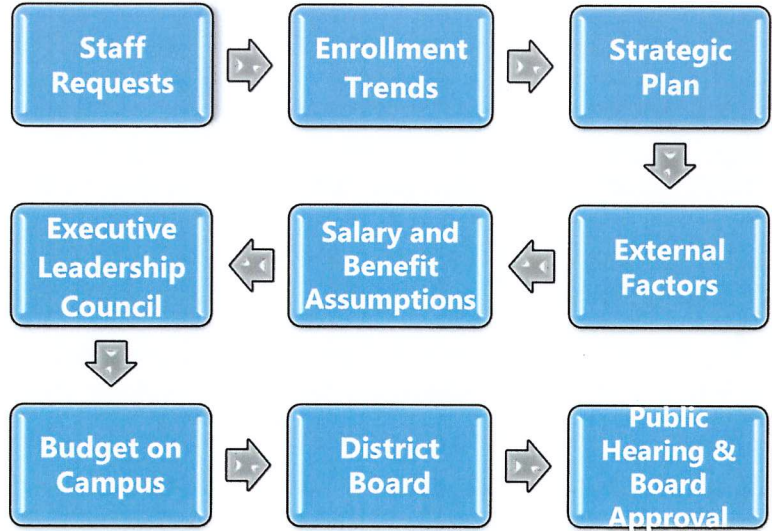 Staff
Requests
Enrollment
Trends
Strategic
Plan
External
Factors
Salary and
Benefit
Assumptions
Executive
Leadership
Council
Budget on
Campus
District
Board
Public
Hearing &
Board
Approval